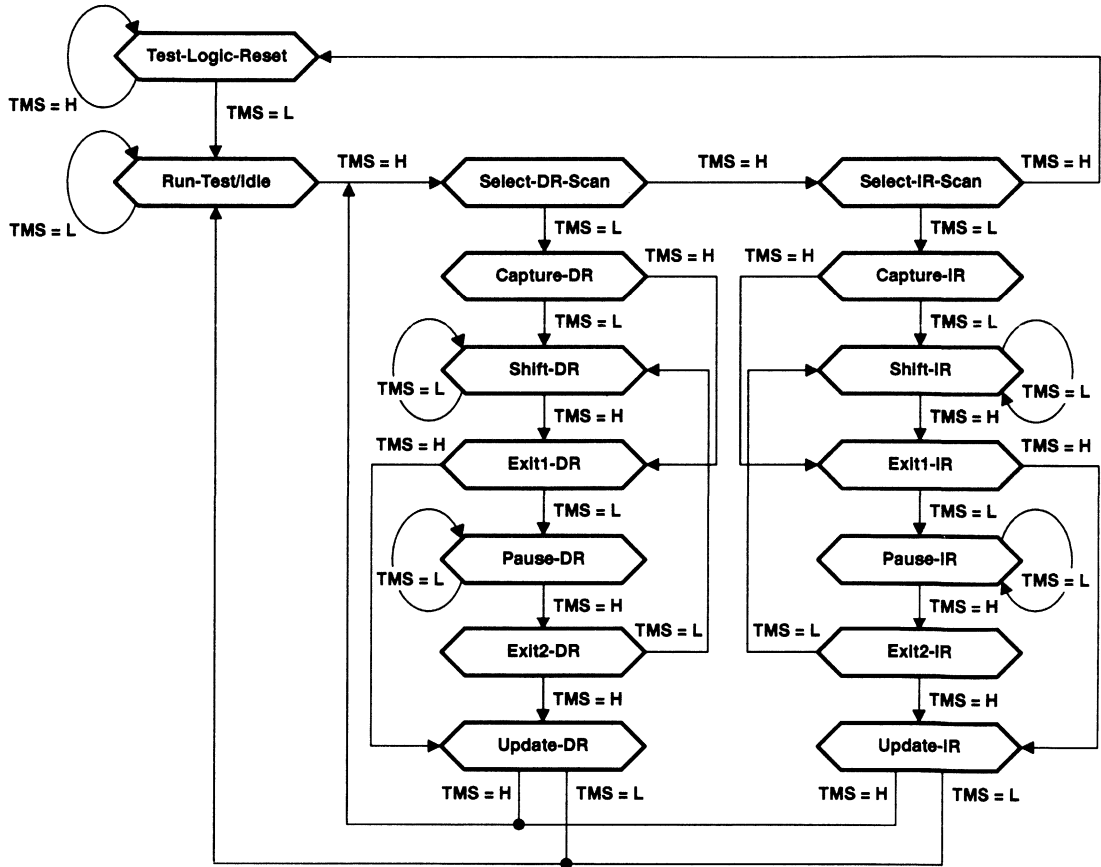 Test-Logic-Reset
TMS = H
TMS = L
Run-Test/Idle
TMS = L
TMS = H
Select-DR-Scan
TMS = H
Select-IR-Scan
TMS = H
TMS = L
TMS = L
Capture-DR
TMS = H
TMS = H
Capture-IR
TMS = L
TMS = L
Shift-DR
TMS = L
Shift-IR
TMS = L
TMS = H
TMS = H
TMS = H
Exit1-DR
Exit1-IR
TMS = H
TMS = L
TMS = L
Pause-DR
TMS = L
Pause-IR
TMS = L
TMS = H
TMS = H
Exit2-DR
TMS = L
TMS = L
Exit2-IR
TMS = H
TMS = H
Update-DR
Update-IR
TMS = H
TMS = L
TMS = H
TMS = L